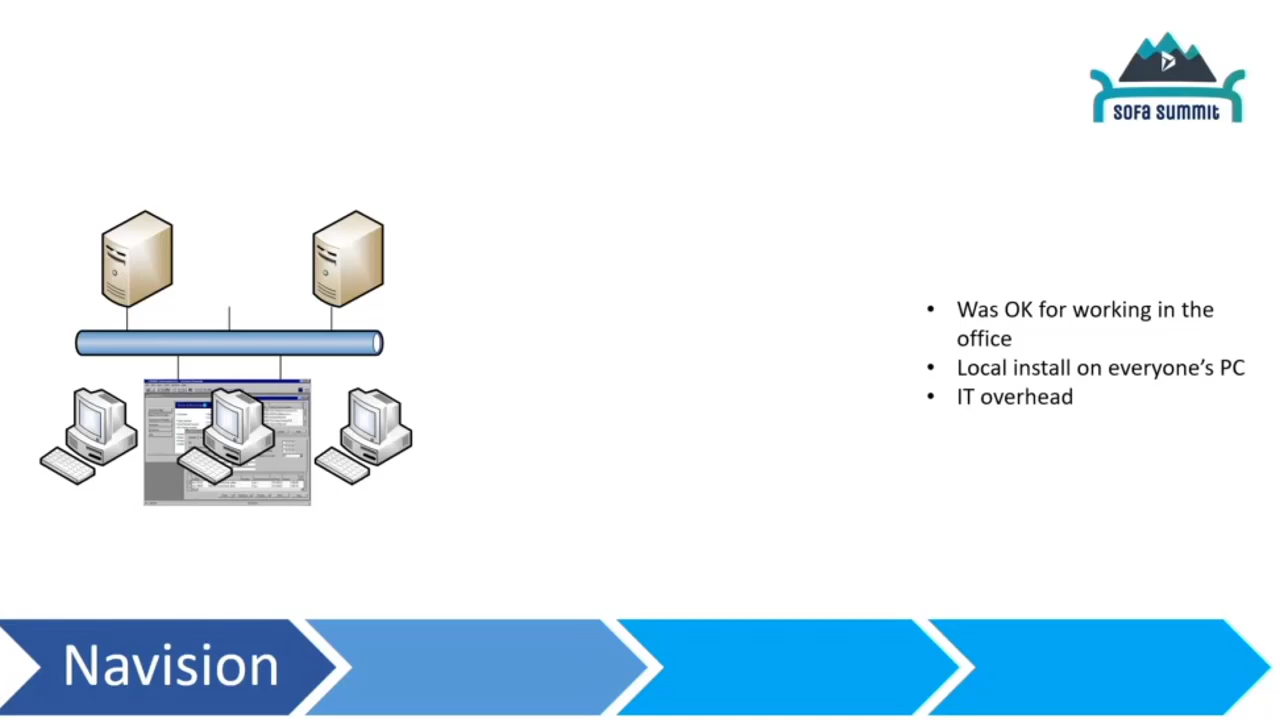 SOFA SUMMIT
• Was OK for working in the
office
• Local install on everyone's PC
• IT overhead
Navision